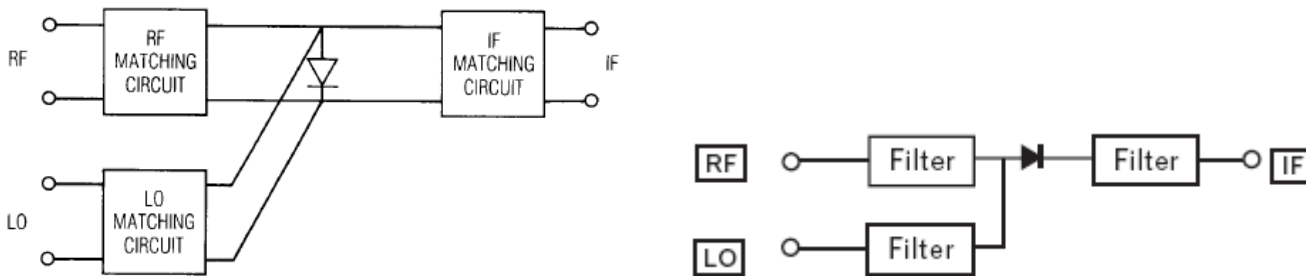 RF
RF
MATCHING
CIRCUIT
IF
MATCHING
CIRCUIT
IF
LO
LO
MATCHING
CIRCUIT
RF
Filter
Filter
IF
LO
Filter